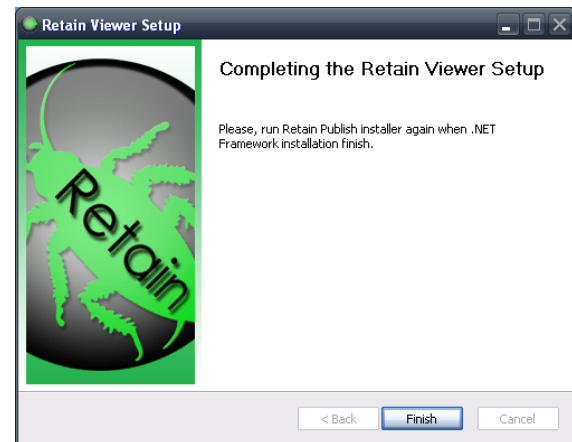 Retain Viewer Setup
Completing the Retain Viewer Setup
Please, run Retain Publish installer again when .NET
Framework installation finish.
Retain
< Back
Finish
Cancel